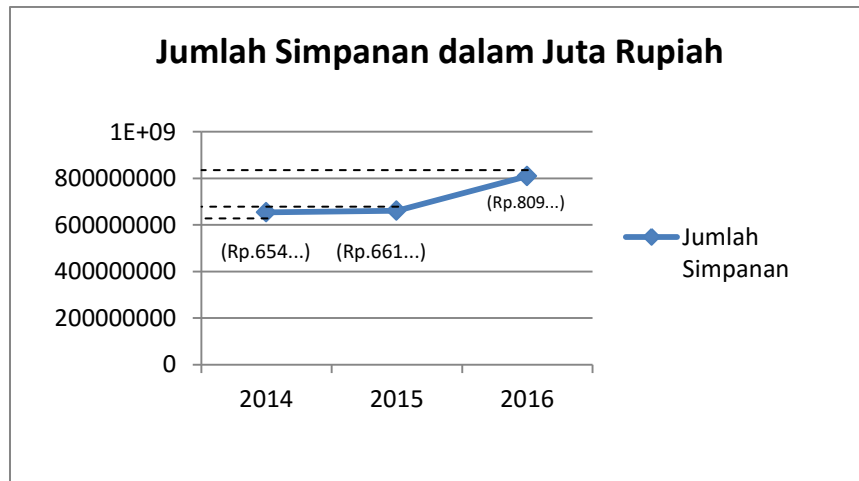 Jumlah Simpanan dalam Juta Rupiah
1E+09
800000000
600000000
400000000
200000000
0
(Rp.654...)
(Rp.661...)
(Rp.809...)
2014
2015
2016
Jumlah
Simpanan